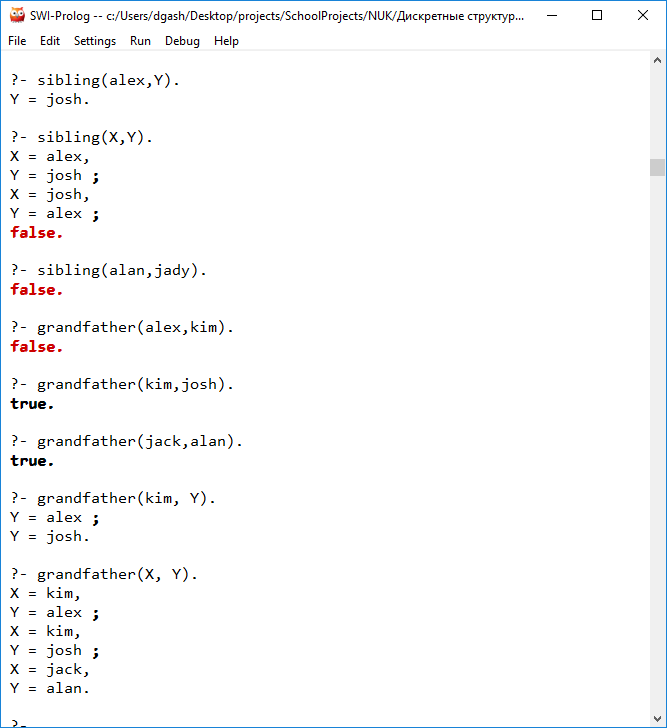 SWI-Prolog -- c:/Users/dgash/Desktop/projects/SchoolProjects/NUK/Дискретные структур...
File Edit Settings Run Debug Help
?- sibling(alex,Y).
Y = josh.
?- sibling(X,Y).
X = alex,
Y = josh ;
X = josh,
Y = alex ;
false.
?- sibling(alan,jady).
false.
?- grandfather(alex,kim).
false.
?- grandfather(kim,josh).
true.
?- grandfather(jack,alan).
true.
?- grandfather(kim, Y).
Y = alex ;
Y = josh.
?- grandfather(X, Y).
X = kim,
Y = alex ;
X = kim,
Y = josh ;
X = jack,
Y = alan.
?-